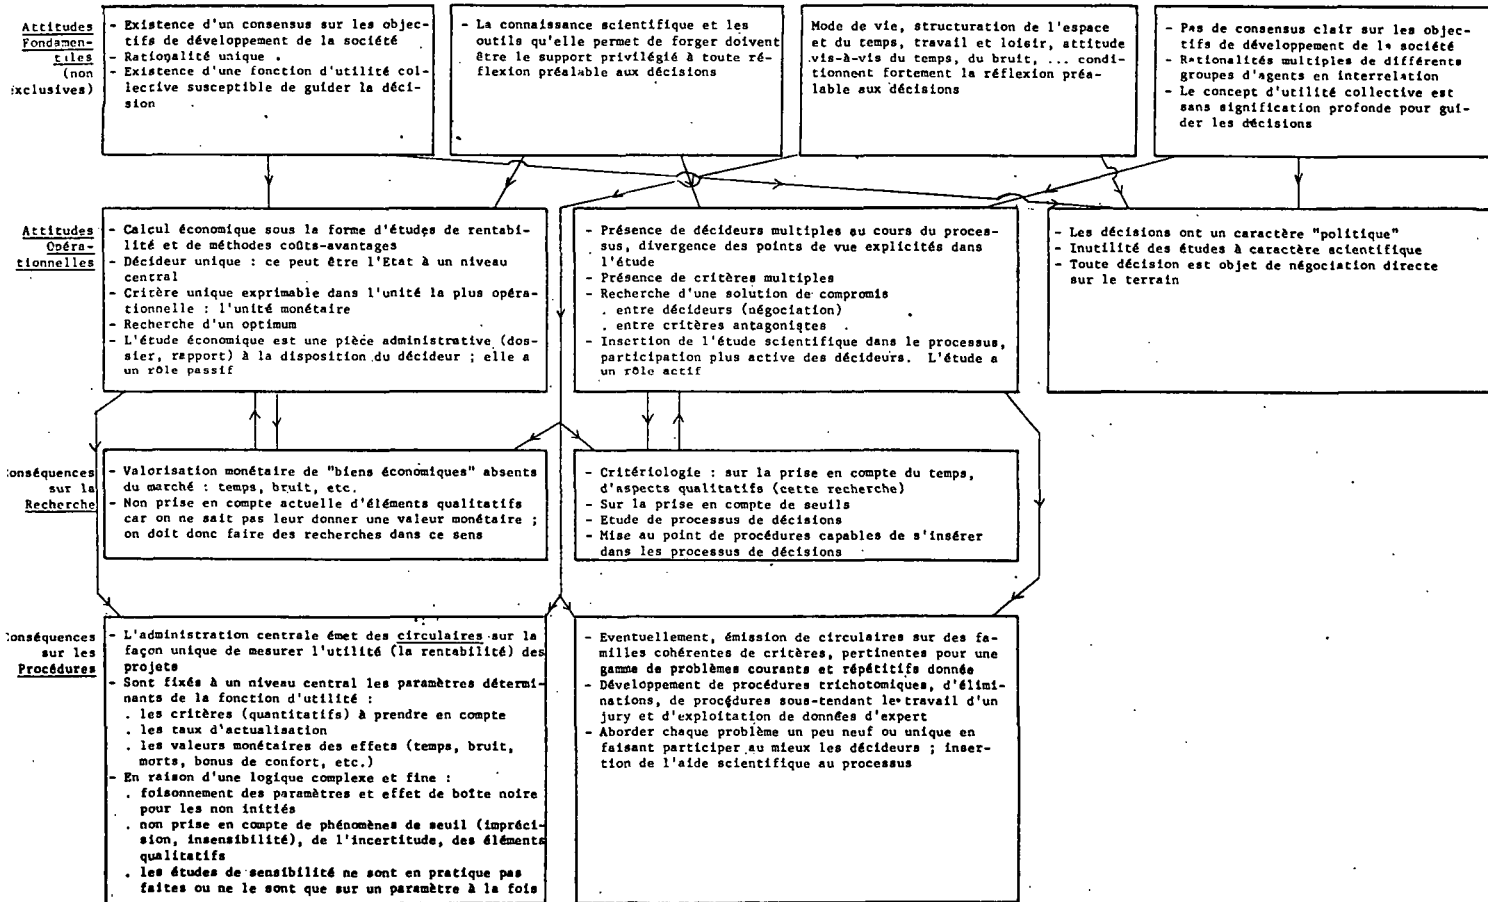 Attitudes
Fondamen-
tales
(non
xclusives)
- Existence d'un consensus sur les objec-
tifs de développement de la société
- Rationalité unique .
- Existence d'une fonction d'utilité col-
lective susceptible de guider la déci-
sion
- La connaissance scientifique et les
outils qu'elle permet de forger doivent
être le support privilégié à toute ré-
flexion préalable aux décisions
Mode de vie, structuration de l'espace
et du temps, travail et loisir, attitude
vis-à-vis du temps, du bruit, ... condi-
tionnent fortement la réflexion préa-
lable aux décisions
- Pas de consensus clair sur les objec-
tifs de développement de la société
- Rationalités multiples de différents
groupes d'agents en interrelation
- Le concept d'utilité collective est
sans signification profonde pour gui-
der les décisions
Attitudes
Opéra-
tionnelles
- Calcul économique sous la forme d'études de rentabi-
lité et de méthodes coûts-avantages
- Décideur unique : ce peut être l'Etat à un niveau
central
- Critère unique exprimable dans l'unité la plus opéra-
tionnelle : l'unité monétaire
- Recherche d'un optimum
- L'étude économique est une pièce administrative (dos-
sier, rapport) à la disposition du décideur ; elle a
un rôle passif
- Présence de décideurs multiples au cours du proces-
sus, divergence des points de vue explicités dans
l'étude
- Présence de critères multiples
- Recherche d'une solution de compromis
. entre décideurs (négociation)
. entre critères antagonistes .
- Insertion de l'étude scientifique dans le processus,
participation plus active des décideurs. L'étude a
un rôle actif
- Les décisions ont un caractère "politique"
- Inutilité des études à caractère scientifique
- Toute décision est objet de négociation directe
sur le terrain
onséquences
sur la
Recherche
- Valorisation monétaire de "biens économiques" absents
du marché : temps, bruit, etc.
- Non prise en compte actuelle d'éléments qualitatifs
car on ne sait pas leur donner une valeur monétaire ;
on doit donc faire des recherches dans ce sens
- Critériologie : sur la prise en compte du temps,
d'aspects qualitatifs (cette recherche)
- Sur la prise en compte de seuils
- Etude de processus de décisions
- Mise au point de procédures capables de s'insérer
dans les processus de décisions
onséquences
sur les
Procédures
- L'administration centrale émet des circulaires sur la
façon unique de mesurer l'utilité (la rentabilité) des
projets
- Sont fixés à un niveau central les paramètres détermi-
nants de la fonction d'utilité :
. les critères (quantitatifs) à prendre en compte
. les taux d'actualisation
. les valeurs monétaires des effets (temps, bruit,
morts, bonus de confort, etc.)
- En raison d'une logique complexe et fine :
. foisonnement des paramètres et effet de boîte noire
pour les non initiés
. non prise en compte de phénomènes de seuil (impréci-
sion, insensibilité), de l'incertitude, des éléments
qualitatifs
. les études de sensibilité ne sont en pratique pas
faites ou ne le sont que sur un paramètre à la fois
- Eventuellement, émission de circulaires sur des fa-
milles cohérentes de critères, pertinentes pour une
gamme de problèmes courants et répétitifs donnée
- Développement de procédures trichotomiques, d'élimi-
nations, de procédures sous-tendant le travail d'un
jury et d'exploitation de données d'expert
- Aborder chaque problème un peu neuf ou unique en
faisant participer au mieux les décideurs ; inser-
tion de l'aide scientifique au processus